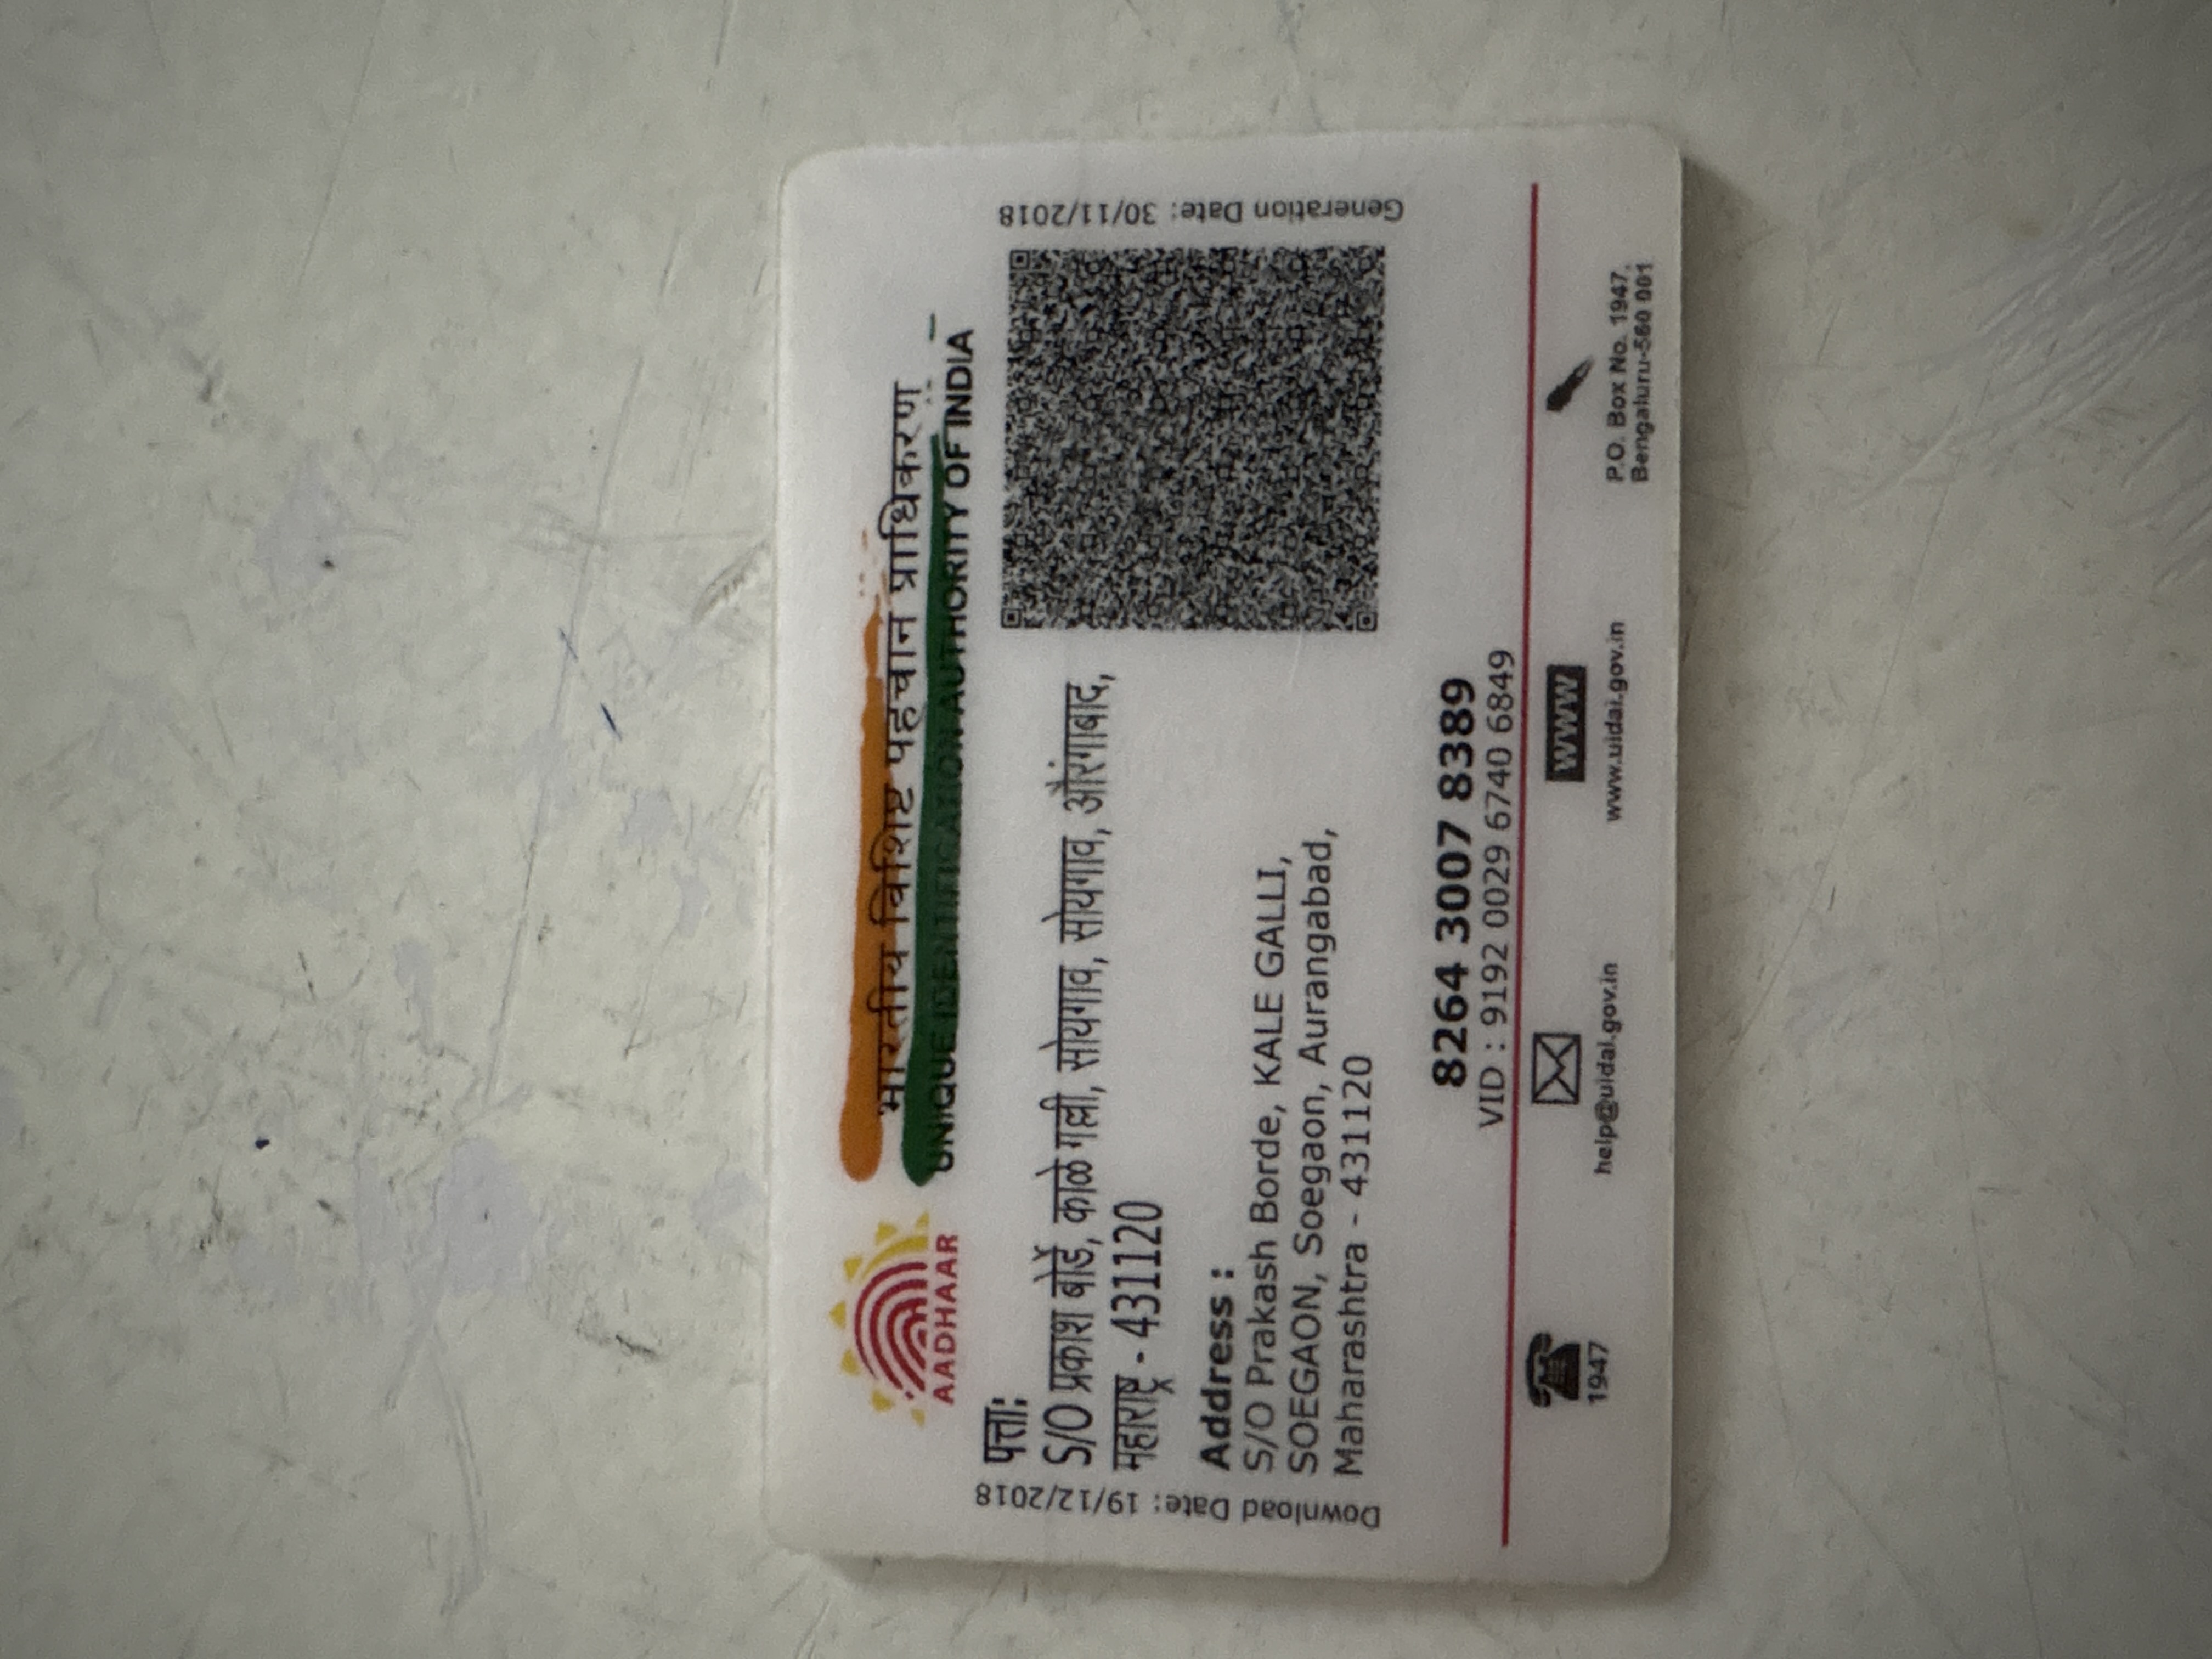 भारतीय विशिष्ट पहचान प्राधिकरण
UNIQUE IDENTIFICATION AUTHORITY OF INDIA
AADHAAR
पत्ता:
S/O प्रकाश बोर्डे, काळे गल्ली, सोयगाव, सोयगाव, औरंगाबाद,
महाराष्ट्र - 431120
Address :
S/O Prakash Borde, KALE GALLI,
SOEGAON, Soegaon, Aurangabad,
Maharashtra - 431120
Download Date: 19/12/2018
Generation Date: 30/11/2018
8264 3007 8389
VID : 9192 0029 6740 6849
1947
help@uidai.gov.in
www
www.uidai.gov.in
P.O. Box No. 1947,
Bengaluru-560 001